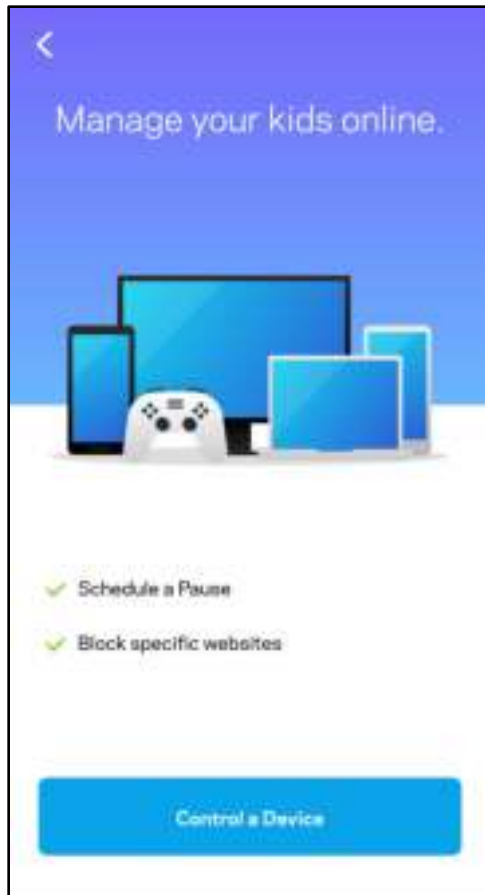 Manage your kids online.
Schedule a Pause
Block specific websites
Control a Device